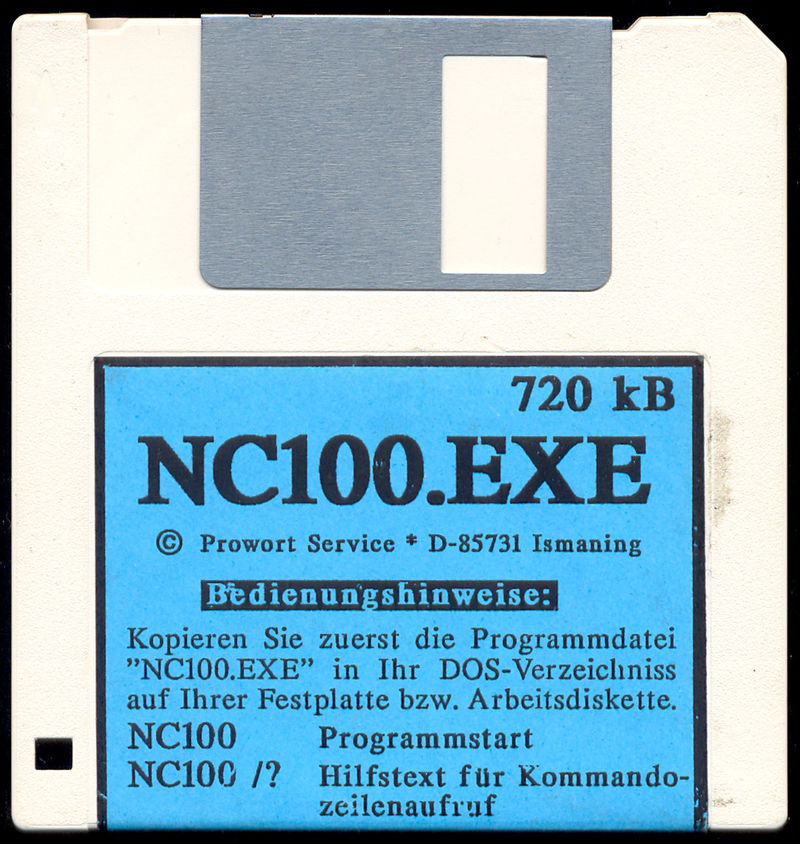 720 kB
NC100.EXE
© Prowort Service * D-85731 Ismaning
Bedienungshinweise:
Kopieren Sie zuerst die Programmdatei
"NC100.EXE" in Ihr DOS-Verzeichniss
auf Ihrer Festplatte bzw. Arbeitsdiskette.
NC100 Programmstart
NC100 /? Hilfstext für Kommando-
zeilenaufruf